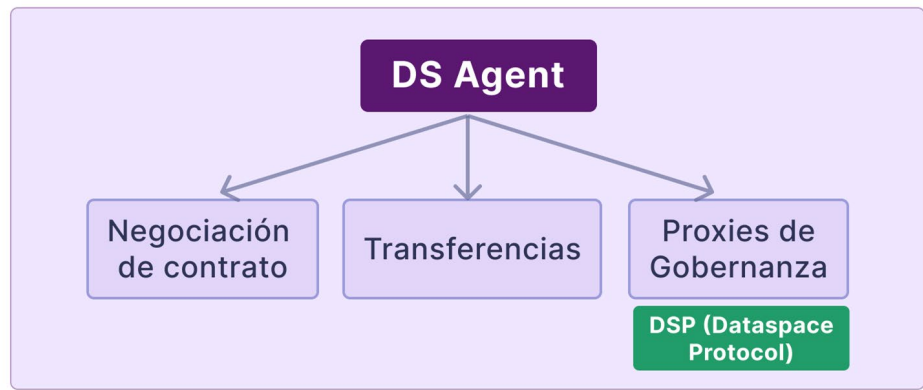 DS Agent
Negociación
de contrato
Transferencias
Proxies de
Gobernanza
DSP (Dataspace
Protocol)